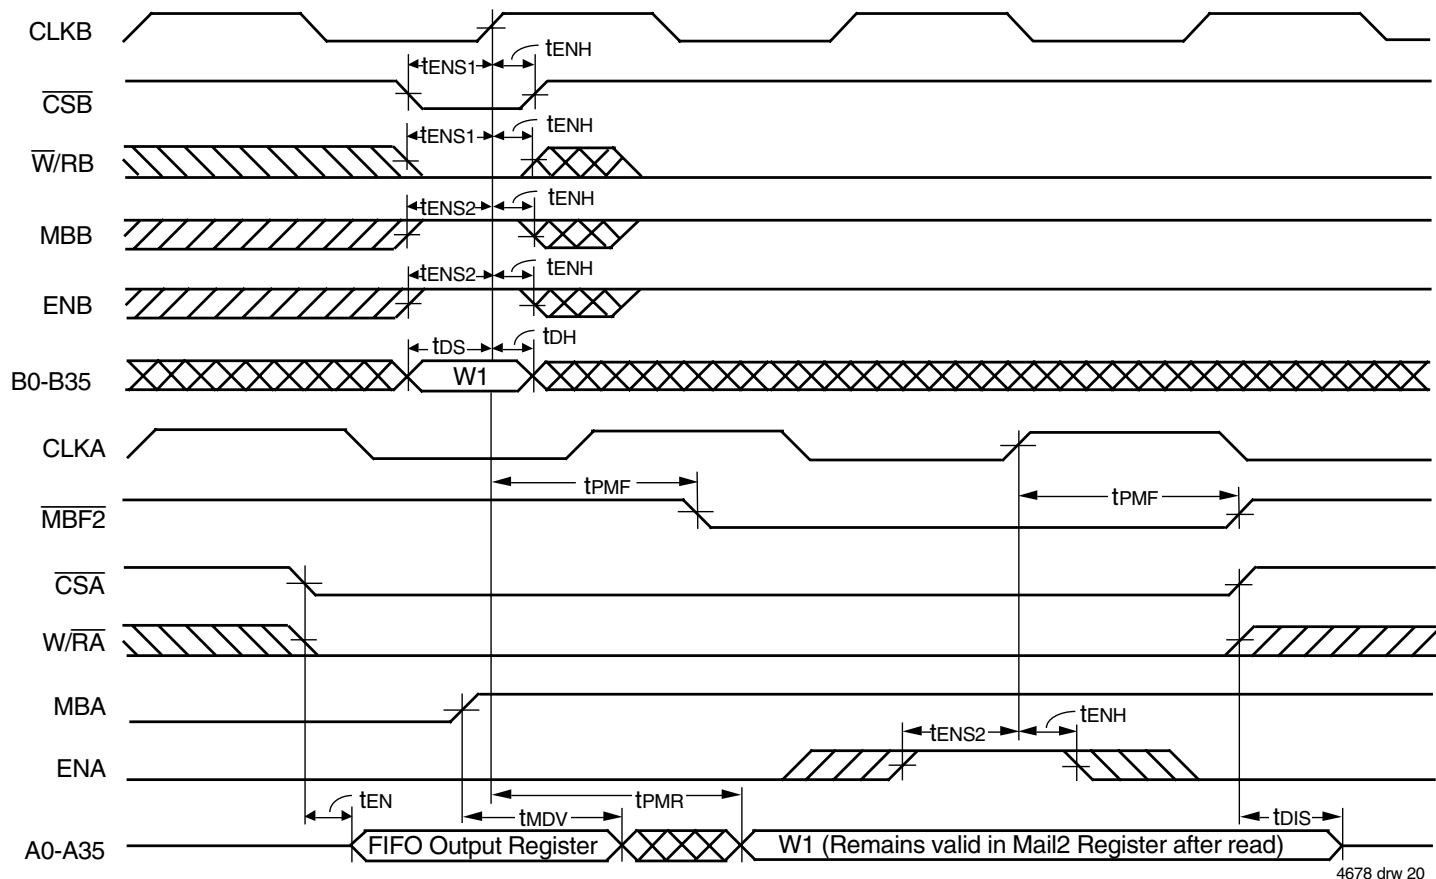 CLKB
tENS1
tENH
CSB
tENS1
tENH
W/RB
tENS2
tENH
MBB
tENS2
tENH
ENB
tDS
tDH
B0-B35
W1
CLKA
tPMF
tPMF
MBF2
CSA
W/RA
MBA
tENS2
tENH
ENA
tEN
tMDV
tPMR
tDIS
A0-A35
FIFO Output Register
W1 (Remains valid in Mail2 Register after read)
4678 drw 20